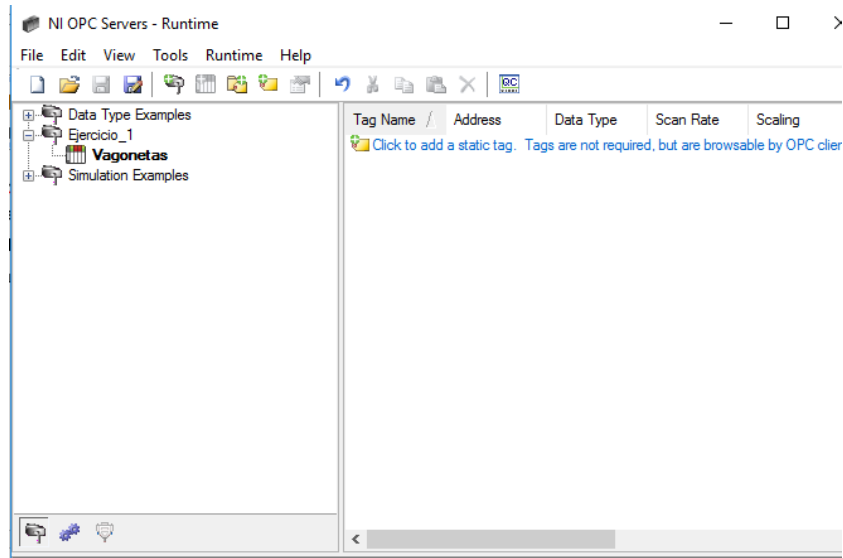 NI OPC Servers - Runtime
File Edit View Tools Runtime Help
QC
Data Type Examples
Ejercicio_1
Vagonetas
Simulation Examples
Tag Name / Address Data Type Scan Rate Scaling
Click to add a static tag. Tags are not required, but are browsable by OPC clien